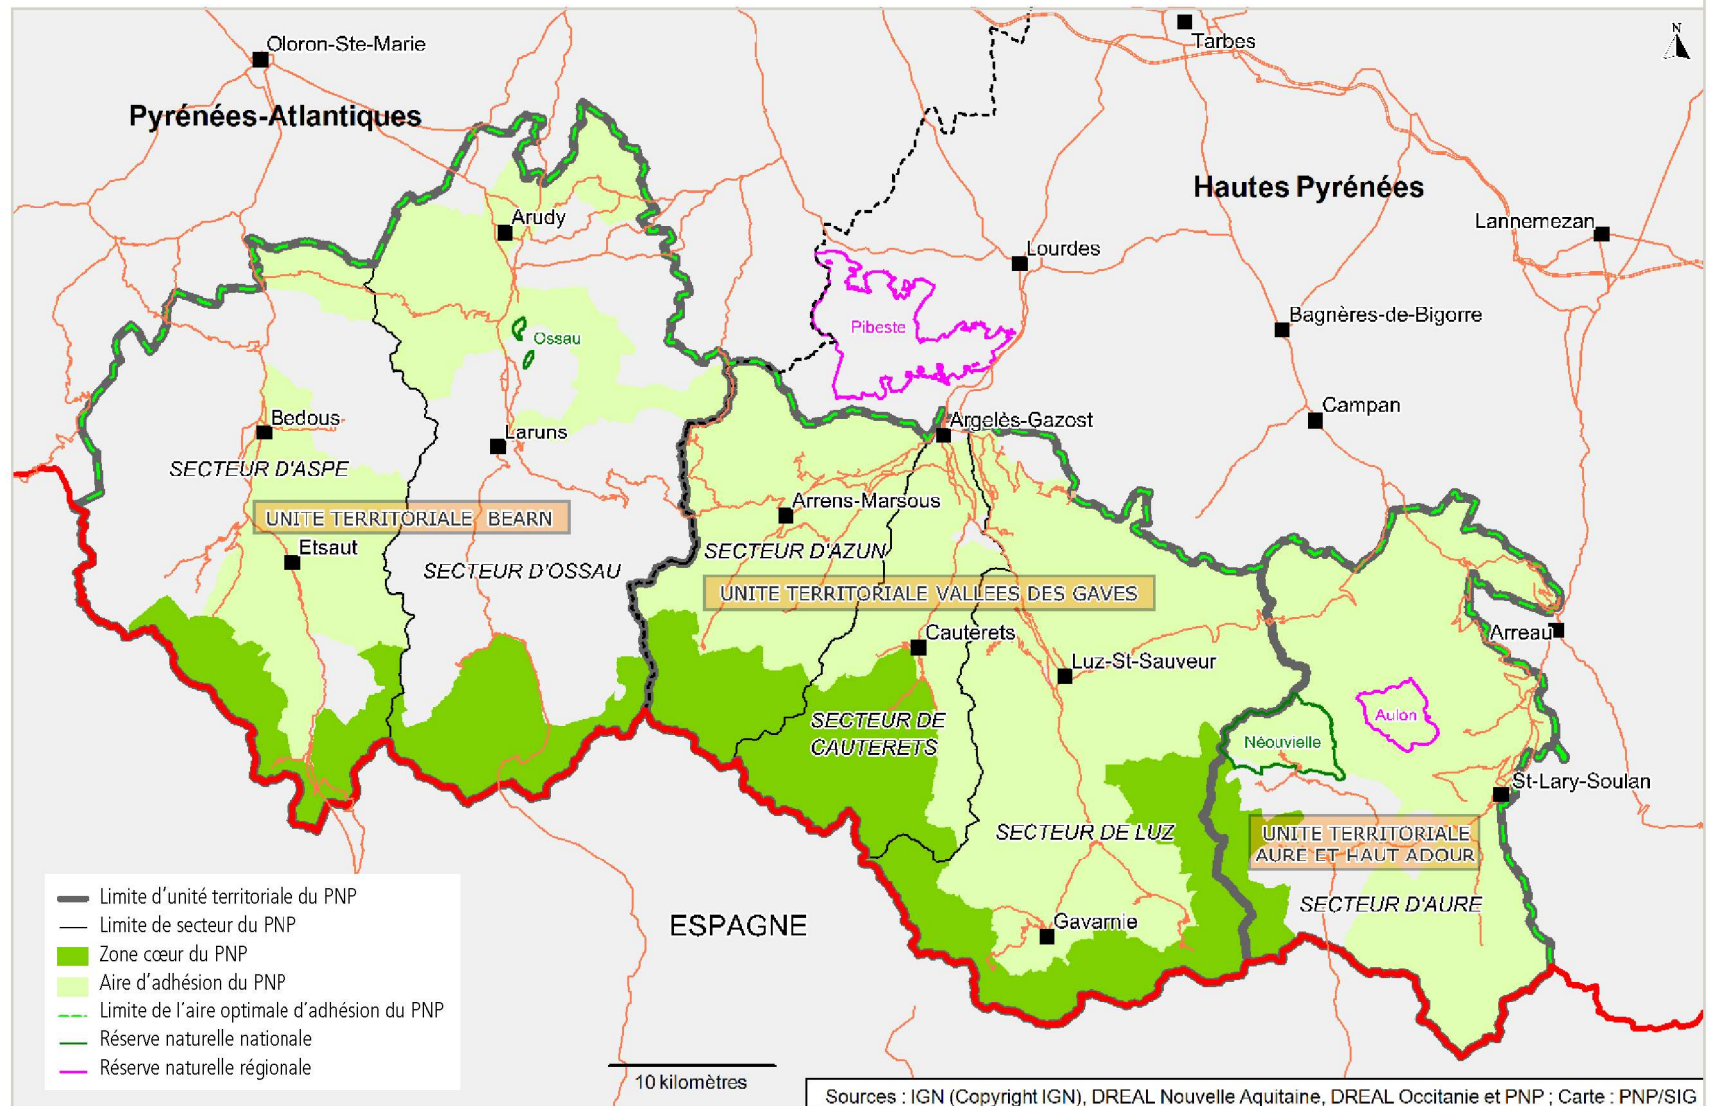 N
Oloron-Ste-Marie
Tarbes
Pyrénées-Atlantiques
Hautes Pyrénées
Arudy
Lannemezan
Lourdes
Pibeste
Bagnères-de-Bigorre
Ossau
Campan
Bedous
Argelès-Gazost
Laruns
SECTEUR D'ASPE
Arrens-Marsous
UNITE TERRITORIALE BEARN
Etsaut
SECTEUR D'AZUN
SECTEUR D'OSSAU
UNITE TERRITORIALE VALLEES DES GAVES
Cauterets
Arreau
Luz-St-Sauveur
SECTEUR DE
CAUTERETS
Aulon
Néouvielle
St-Lary-Soulan
SECTEUR DE LUZ
UNITE TERRITORIALE
AURE ET HAUT ADOUR
SECTEUR D'AURE
Gavarnie
ESPAGNE
Limite d'unité territoriale du PNP
Limite de secteur du PNP
Zone cœur du PNP
Aire d'adhésion du PNP
Limite de l'aire optimale d'adhésion du PNP
Réserve naturelle nationale
Réserve naturelle régionale
10 kilomètres
Sources : IGN (Copyright IGN), DREAL Nouvelle Aquitaine, DREAL Occitanie et PNP ; Carte : PNP/SIG